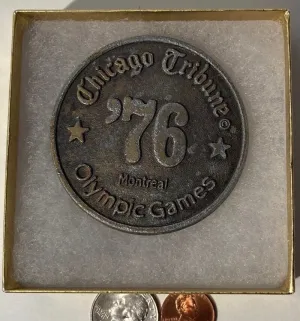 Chicago Tribune ©
'76
Montreal
Olympic Games